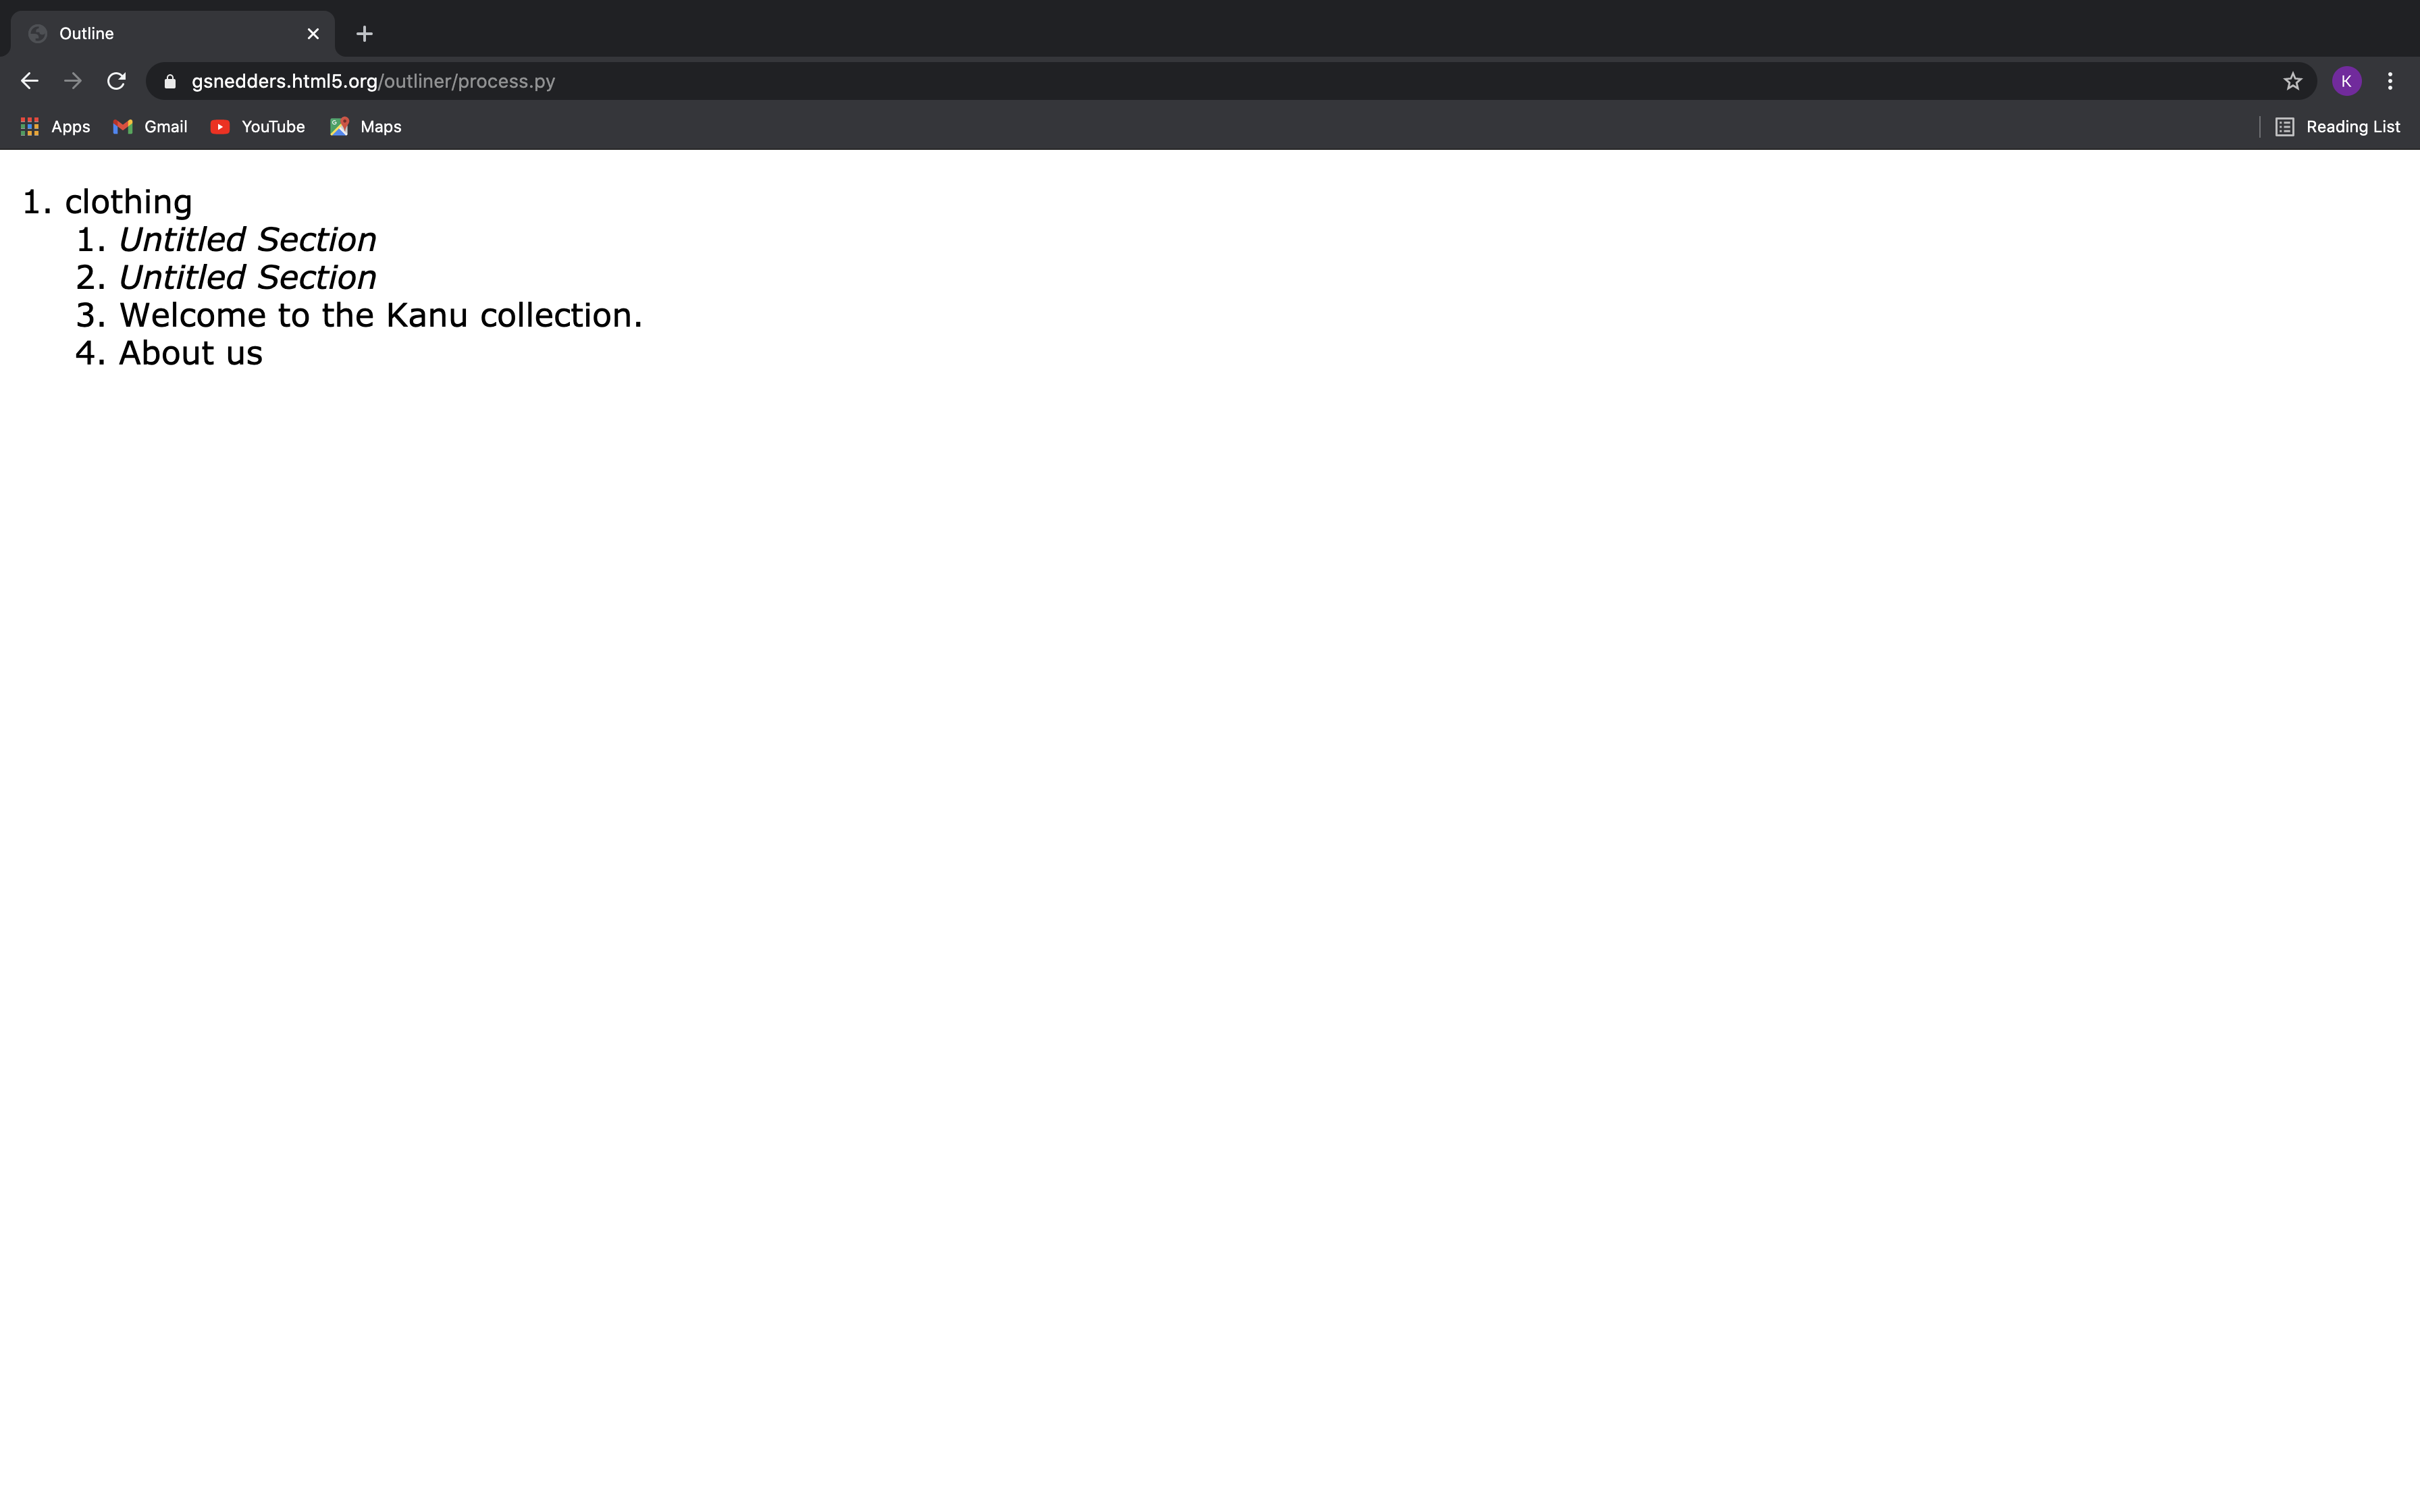 Outline
gsnedders.html5.org/outliner/process.py
K
Apps Gmail YouTube Maps Reading List
1. clothing
1. Untitled Section
2. Untitled Section
3. Welcome to the Kanu collection.
4. About us